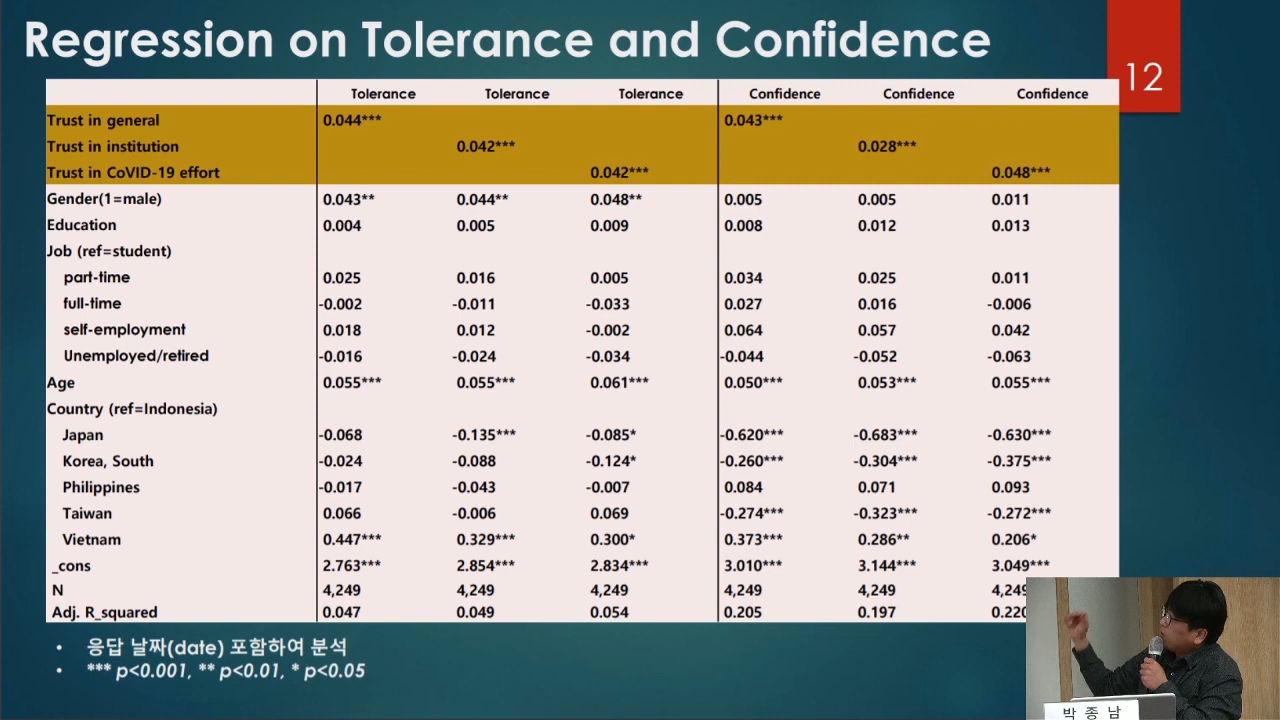 Regression on Tolerance and Confidence
12
Tolerance Tolerance Tolerance Confidence Confidence Confidence
Trust in general 0.044*** 0.043***
Trust in institution 0.042*** 0.028***
Trust in CoVID-19 effort 0.042*** 0.048***
Gender(1=male) 0.043** 0.044** 0.048** 0.005 0.005 0.011
Education 0.004 0.005 0.009 0.008 0.012 0.013
Job (ref=student)
part-time 0.025 0.016 0.005 0.034 0.025 0.011
full-time -0.002 -0.011 -0.033 0.027 0.016 -0.006
self-employment 0.018 0.012 -0.002 0.064 0.057 0.042
Unemployed/retired -0.016 -0.024 -0.034 -0.044 -0.052 -0.063
Age 0.055*** 0.055*** 0.061*** 0.050*** 0.053*** 0.055***
Country (ref=Indonesia)
Japan -0.068 -0.135*** -0.085* -0.620*** -0.683*** -0.630***
Korea, South -0.024 -0.088 -0.124* -0.260*** -0.304*** -0.375***
Philippines -0.017 -0.043 -0.007 0.084 0.071 0.093
Taiwan 0.066 -0.006 0.069 -0.274*** -0.323*** -0.272***
Vietnam 0.447*** 0.329*** 0.300* 0.373*** 0.286** 0.206*
_cons 2.763*** 2.854*** 2.834*** 3.010*** 3.144*** 3.049***
N 4,249 4,249 4,249 4,249 4,249 4,249
Adj. R_squared 0.047 0.049 0.054 0.205 0.197 0.220
• 응답 날짜(date) 포함하여 분석
• *** p<0.001, ** p<0.01, * p<0.05
박 종 남